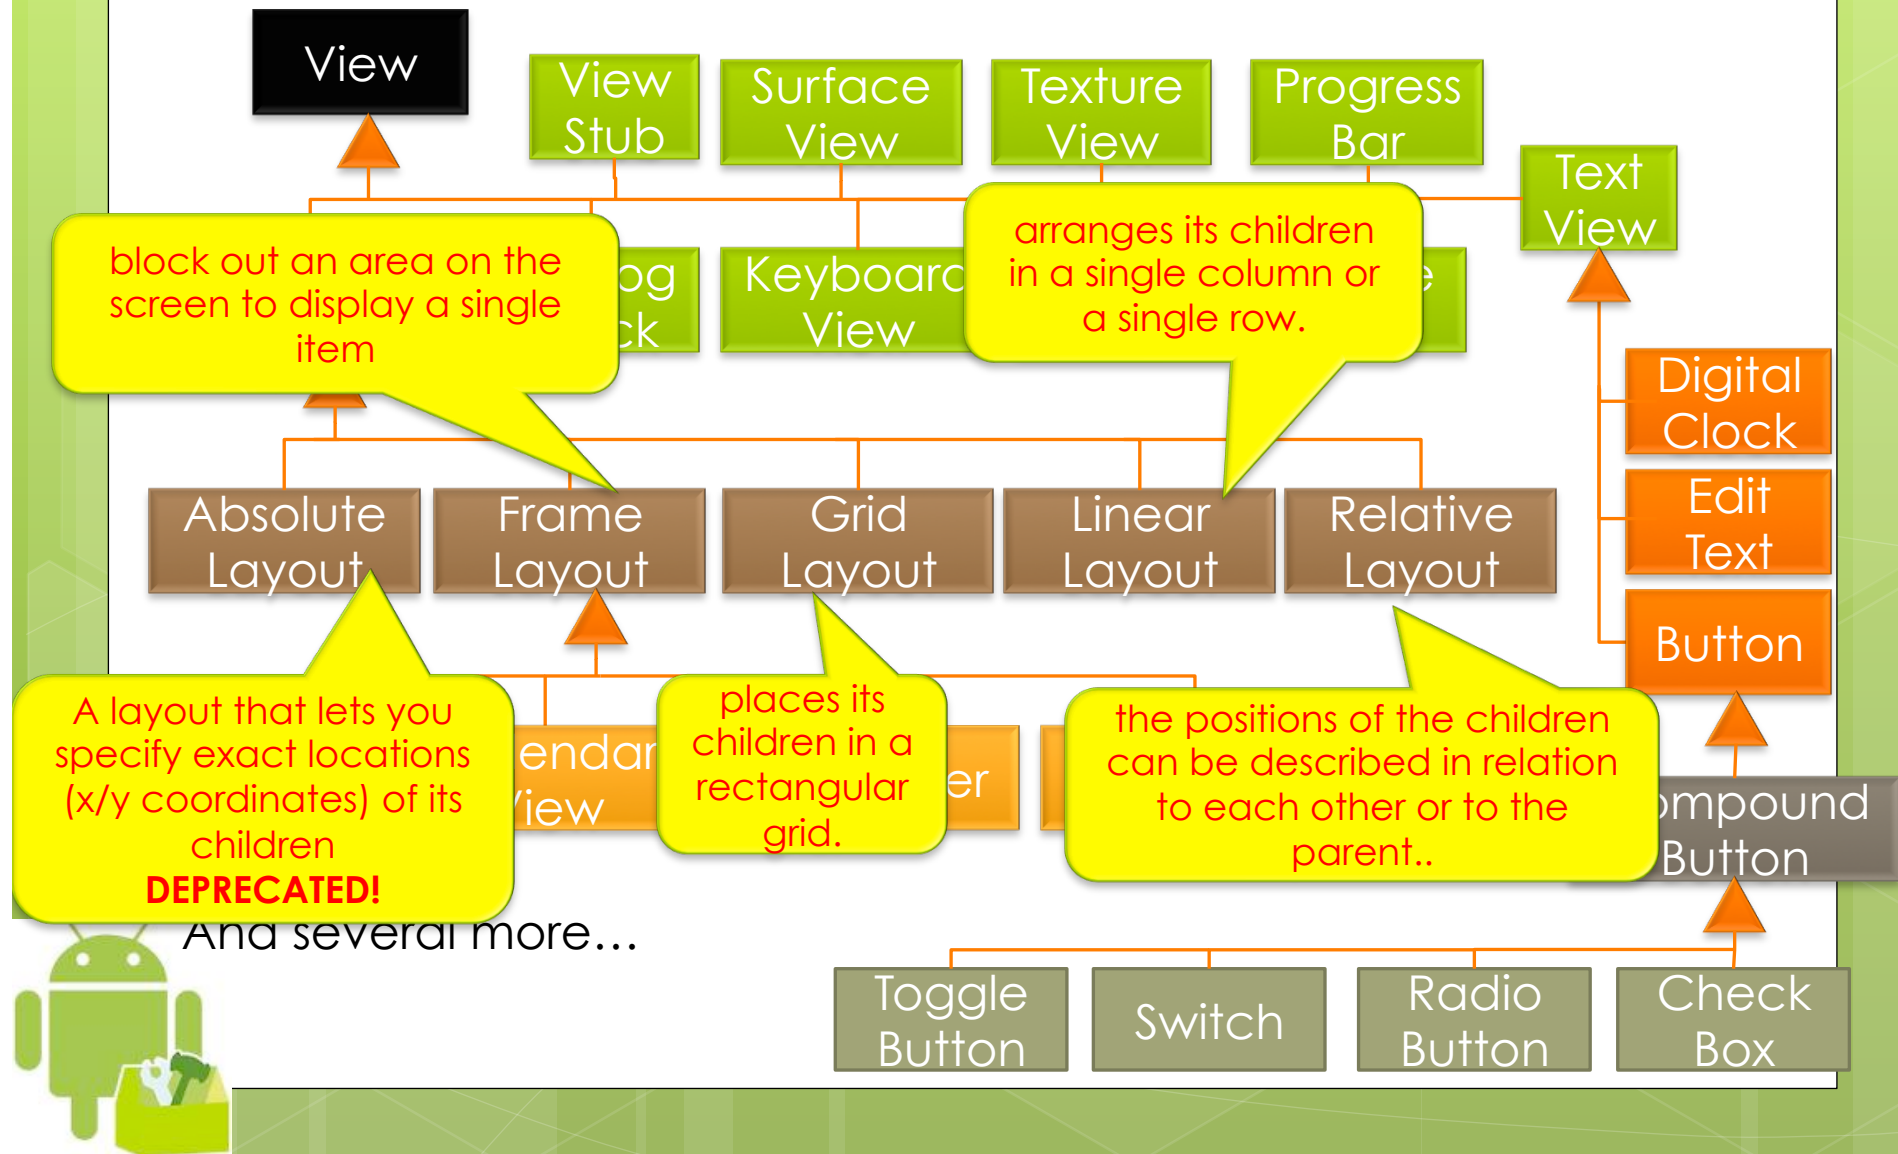 View
View
Stub
Surface
View
Texture
View
Progress
Bar
Text
View
block out an area on the
screen to display a single
item
Keyboard
View
arranges its children
in a single column or
a single row.
Digital
Clock
Edit
Text
Button
Absolute
Layout
Frame
Layout
Grid
Layout
Linear
Layout
Relative
Layout
A layout that lets you
specify exact locations
(x/y coordinates) of its
children
DEPRECATED!
View
places its
children in a
rectangular
grid.
the positions of the children
can be described in relation
to each other or to the
parent..
Button
And several more...
Toggle
Button
Switch
Radio
Button
Check
Box